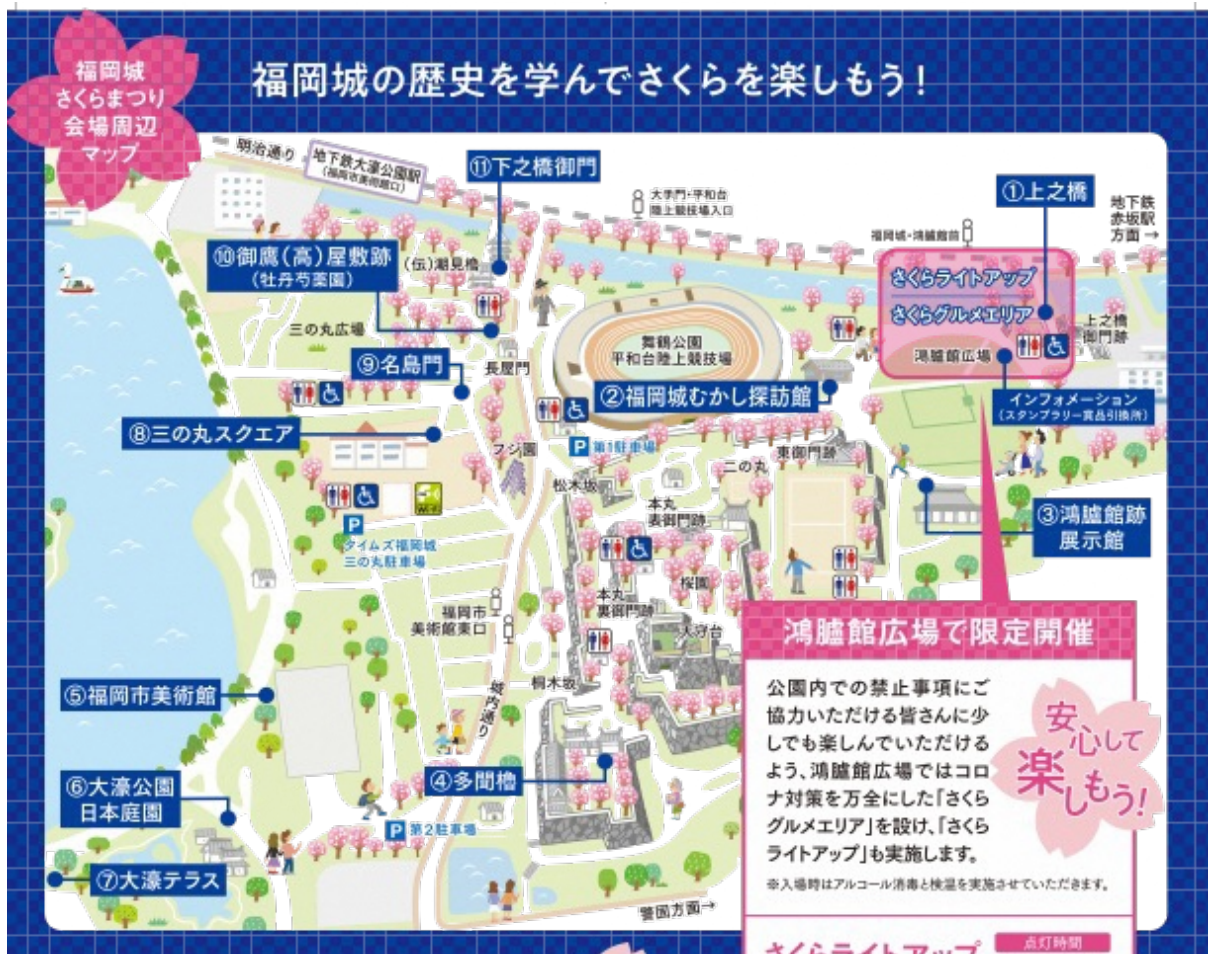 福岡城
さくらまつり
会場周辺
マップ
福岡城の歴史を学んでさくらを楽しもう!
明治通り
地下鉄大濠公園駅
(福岡市美術館口)
⑪下之橋御門
大手門・平和台
陸上競技場入口
①上之橋
地下鉄
赤坂駅
方面→
福岡城・鴻臚館前
⑩御鷹(高)屋敷跡
(牡丹芍薬園)
(伝)潮見櫓
さくらライトアップ
さくらグルメエリア
上之橋
御門跡
三の丸広場
舞鶴公園
平和台陸上競技場
鴻臚館広場
⑨名島門
長屋門
②福岡城むかし探訪館
インフォメーション
(スタンプラリー賞品引換所)
⑧三の丸スクエア
フジ園
P 第1駐車場
東御門跡
二の丸
松木坂
本丸
表御門跡
Wi-Fi
P
タイムズ福岡城
三の丸駐車場
③鴻臚館跡
展示館
桜園
本丸
裏御門跡
福岡市
美術館東口
天守台
鴻臚館広場で限定開催
桐木坂
城内通り
⑤福岡市美術館
公園内での禁止事項にご
協力いただける皆さんに少
しでも楽しんでいただける
よう、鴻臚館広場ではコロ
ナ対策を万全にした「さくら
グルメエリア」を設け、「さくら
ライトアップ」も実施します。
安心して
楽しもう!
④多聞櫓
⑥大濠公園
日本庭園
P 第2駐車場
⑦大濠テラス
※入場時はアルコール消毒と検温を実施させていただきます。
警固方面→
さくらライトアップ
点灯時間